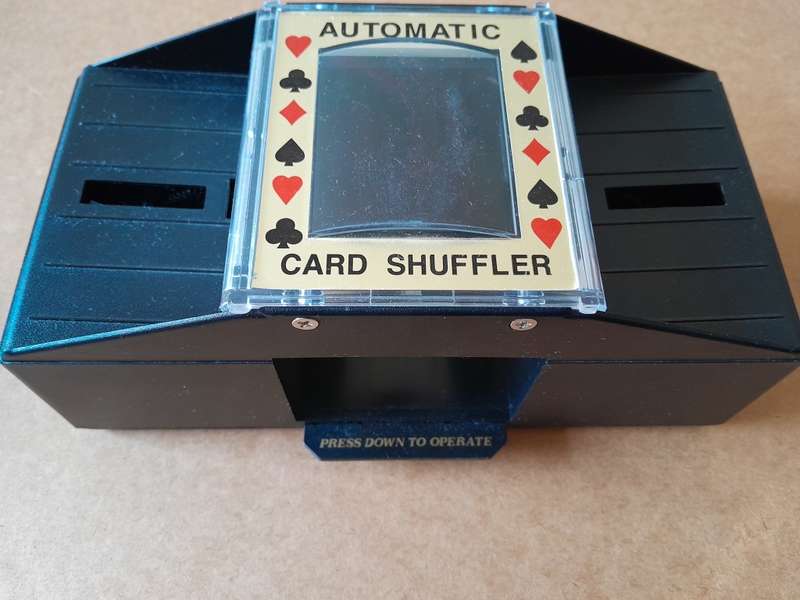 AUTOMATIC
CARD SHUFFLER
PRESS DOWN TO OPERATE